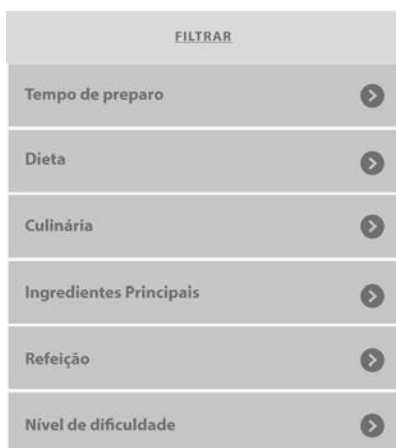 FILTRAR
Tempo de preparo
Dieta
Culinária
Ingredientes Principais
Refeição
Nível de dificuldade